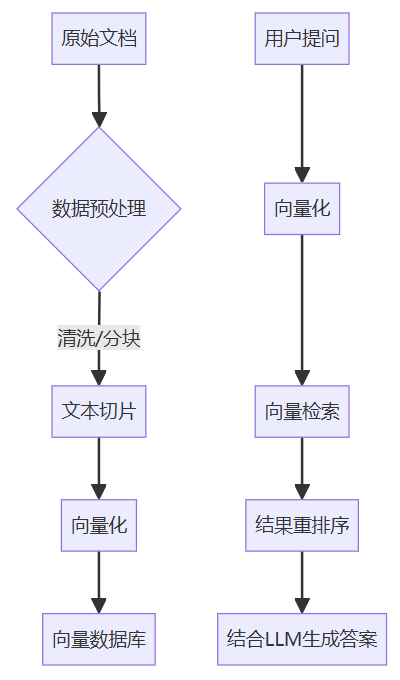 原始文档
数据预处理
清洗/分块
文本切片
向量化
向量数据库
用户提问
向量化
向量检索
结果重排序
结合LLM生成答案